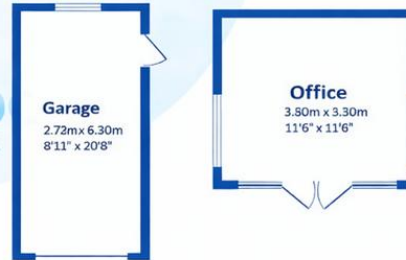 Garage
2.72m x 6.30m
8'11" x 20'8"
Office
3.80m x 3.30m
11'6" x 11'6"